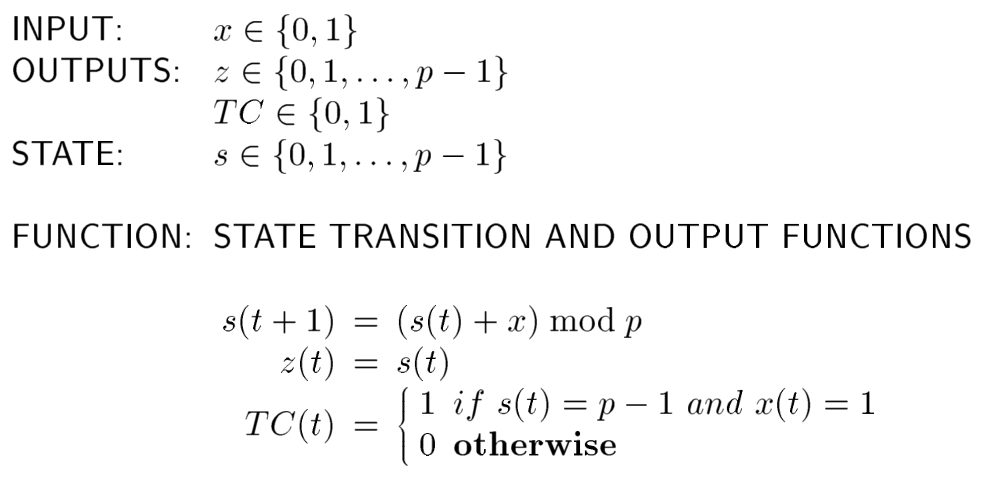 INPUT: x ∈ {0, 1}
OUTPUTS: z ∈ {0, 1, . . . , p − 1}
TC ∈ {0, 1}
STATE: s ∈ {0, 1, . . . , p − 1}
FUNCTION: STATE TRANSITION AND OUTPUT FUNCTIONS
s(t + 1) = (s(t) + x) mod p
z(t) = s(t)
TC(t) = { 1 if s(t) = p − 1 and x(t) = 1
0 otherwise